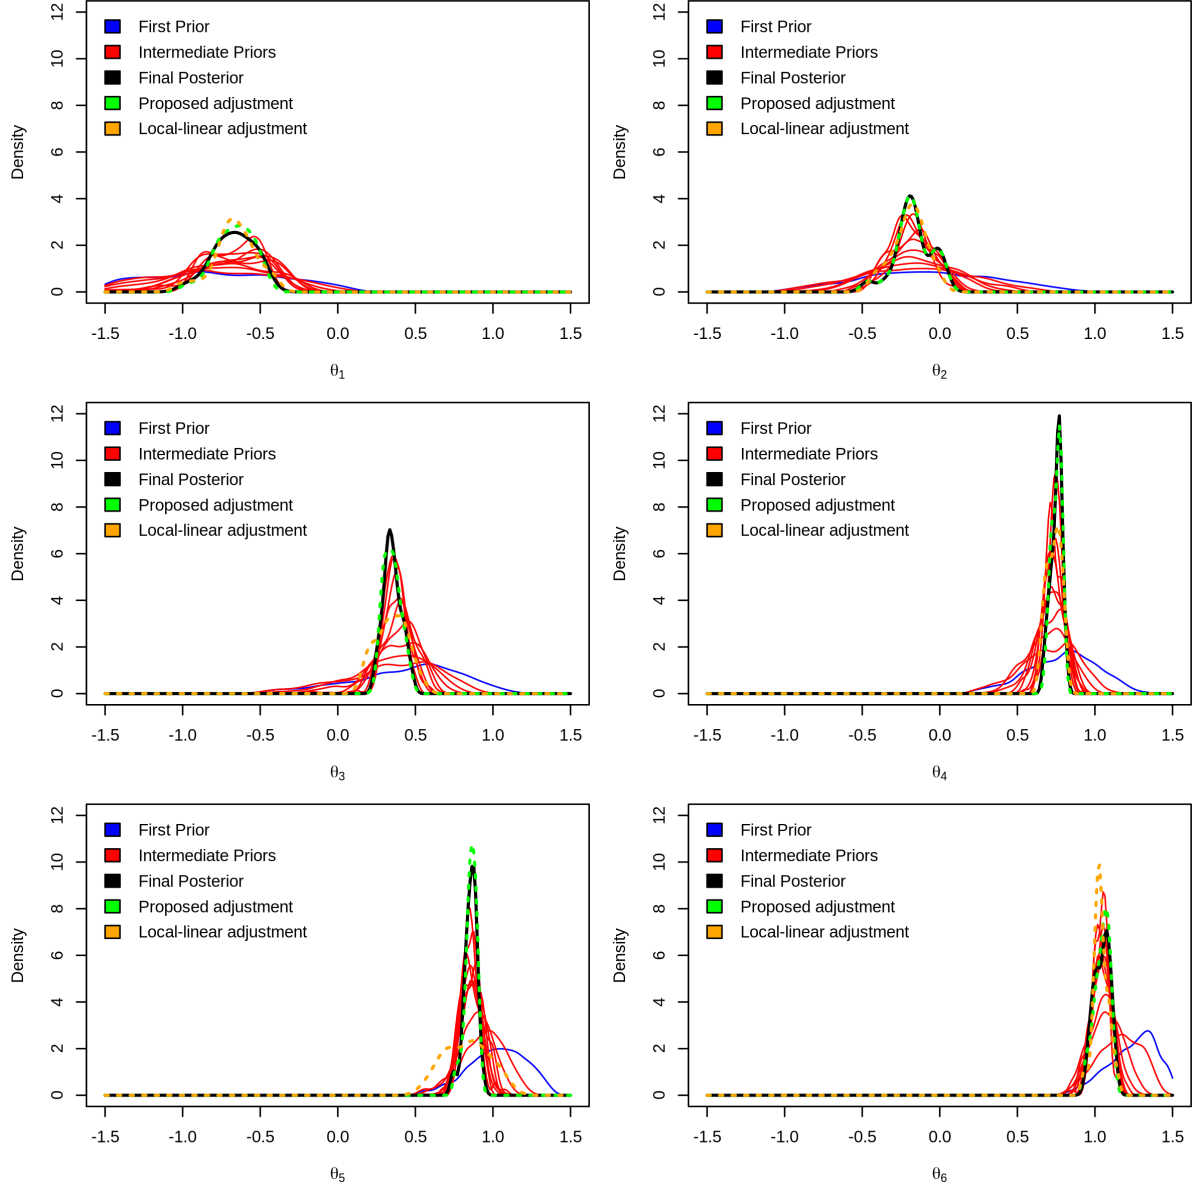 12
10
8
6
4
2
0
Density
First Prior
Intermediate Priors
Final Posterior
Proposed adjustment
Local-linear adjustment
-1.5 -1.0 -0.5 0.0 0.5 1.0 1.5
θ1
12
10
8
6
4
2
0
Density
First Prior
Intermediate Priors
Final Posterior
Proposed adjustment
Local-linear adjustment
-1.5 -1.0 -0.5 0.0 0.5 1.0 1.5
θ2
12
10
8
6
4
2
0
Density
First Prior
Intermediate Priors
Final Posterior
Proposed adjustment
Local-linear adjustment
-1.5 -1.0 -0.5 0.0 0.5 1.0 1.5
θ3
12
10
8
6
4
2
0
Density
First Prior
Intermediate Priors
Final Posterior
Proposed adjustment
Local-linear adjustment
-1.5 -1.0 -0.5 0.0 0.5 1.0 1.5
θ4
12
10
8
6
4
2
0
Density
First Prior
Intermediate Priors
Final Posterior
Proposed adjustment
Local-linear adjustment
-1.5 -1.0 -0.5 0.0 0.5 1.0 1.5
θ5
12
10
8
6
4
2
0
Density
First Prior
Intermediate Priors
Final Posterior
Proposed adjustment
Local-linear adjustment
-1.5 -1.0 -0.5 0.0 0.5 1.0 1.5
θ6